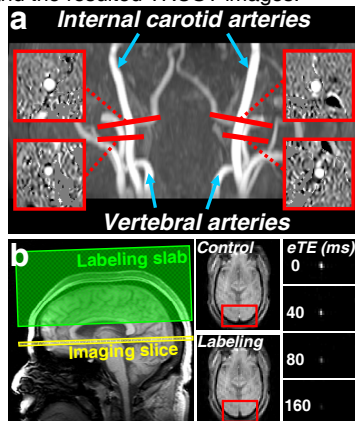 and the resulted TRUST images.
a
Internal carotid arteries
Vertebral arteries
b
Labeling slab
Imaging slice
Control
Labeling
eTE (ms)
0
40
80
160